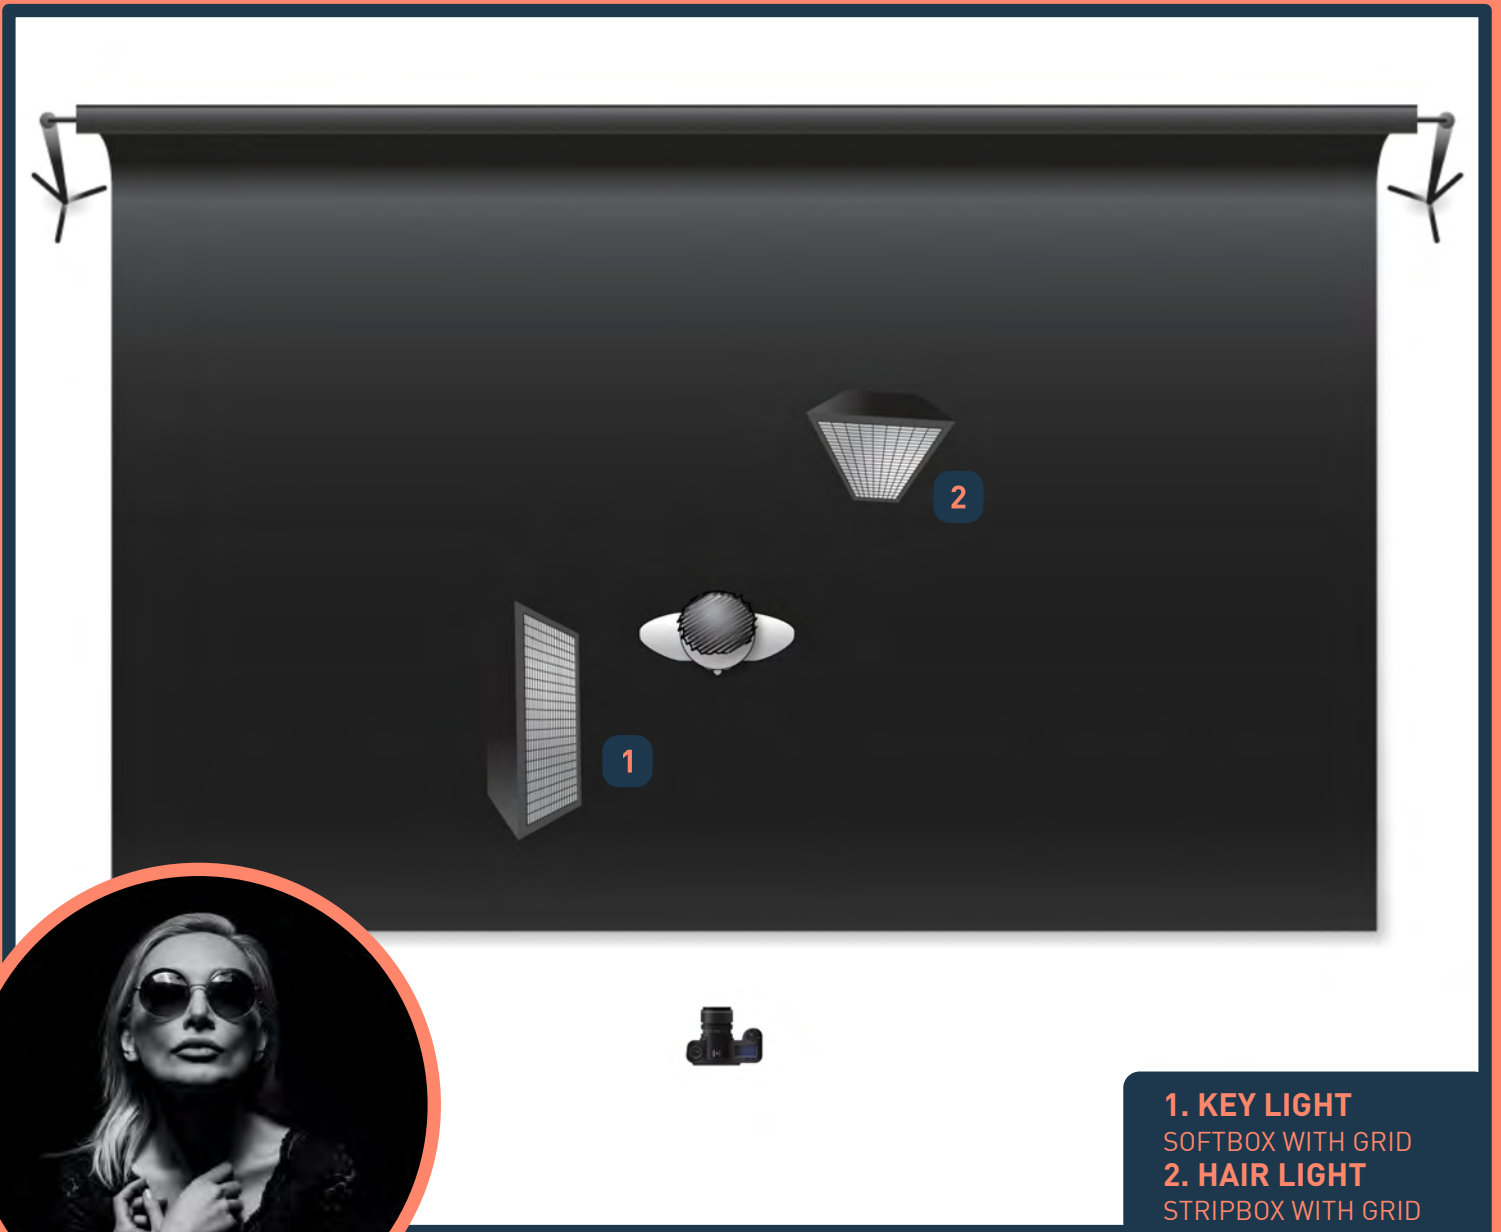 2
1
1. KEY LIGHT
SOFTBOX WITH GRID
2. HAIR LIGHT
STRIPBOX WITH GRID